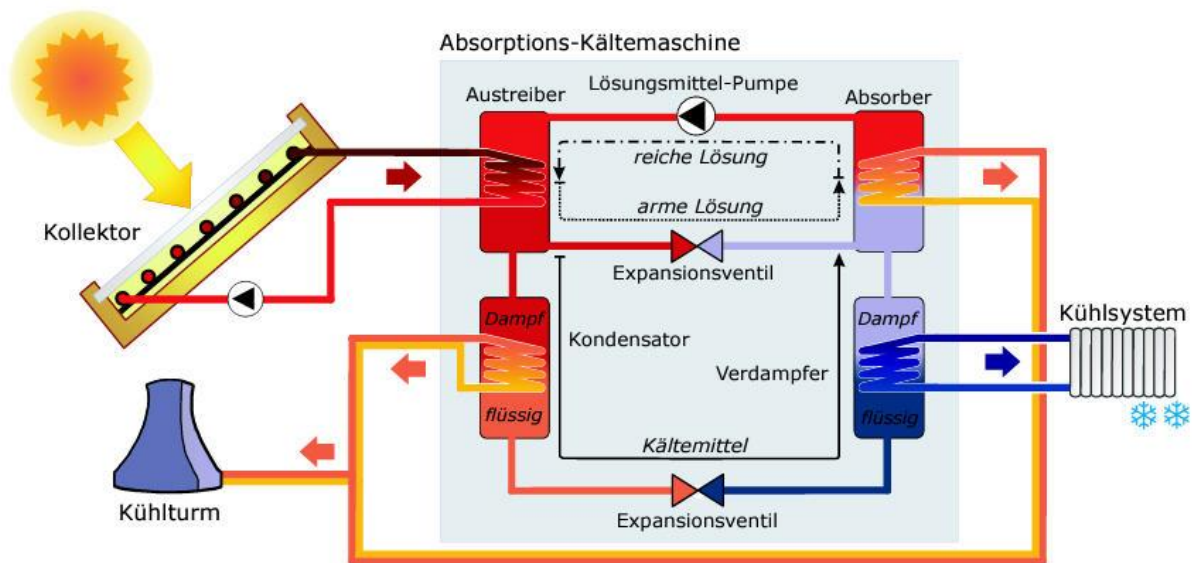 Absorptions-Kältemaschine
Austreiber
Lösungsmittel-Pumpe
Absorber
reiche Lösung
arme Lösung
Kollektor
Expansionsventil
Dampf
Kondensator
Dampf
Kühlsystem
Verdampfer
flüssig
flüssig
Kältemittel
Kühlturm
Expansionsventil